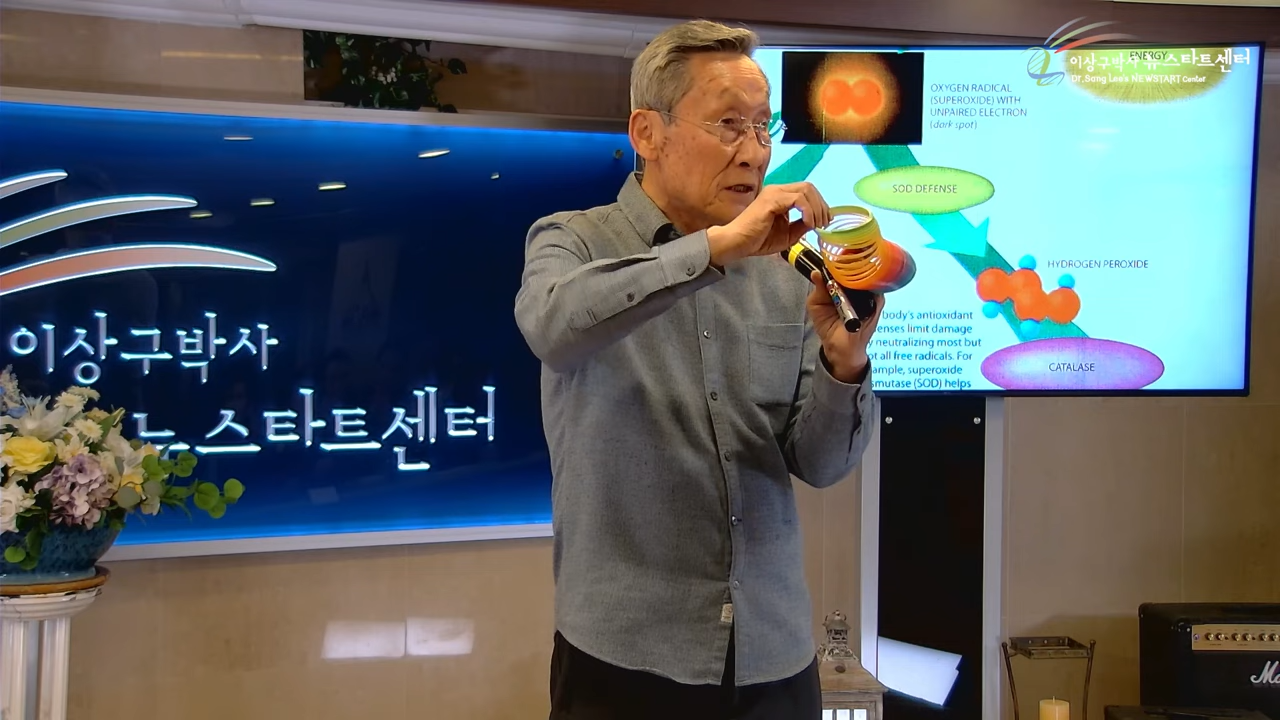 이상구박사
뉴스타트센터
ENERGY
이상구박사 뉴스타트센터
Dr. Sang Lee's NEWSTART Center
OXYGEN RADICAL
(SUPEROXIDE) WITH
UNPAIRED ELECTRON
(dark spot)
SOD DEFENSE
HYDROGEN PEROXIDE
body's antioxidant
enses limit damage
y neutralizing most but
ot all free radicals. For
ample, superoxide
smutase (SOD) helps
CATALASE